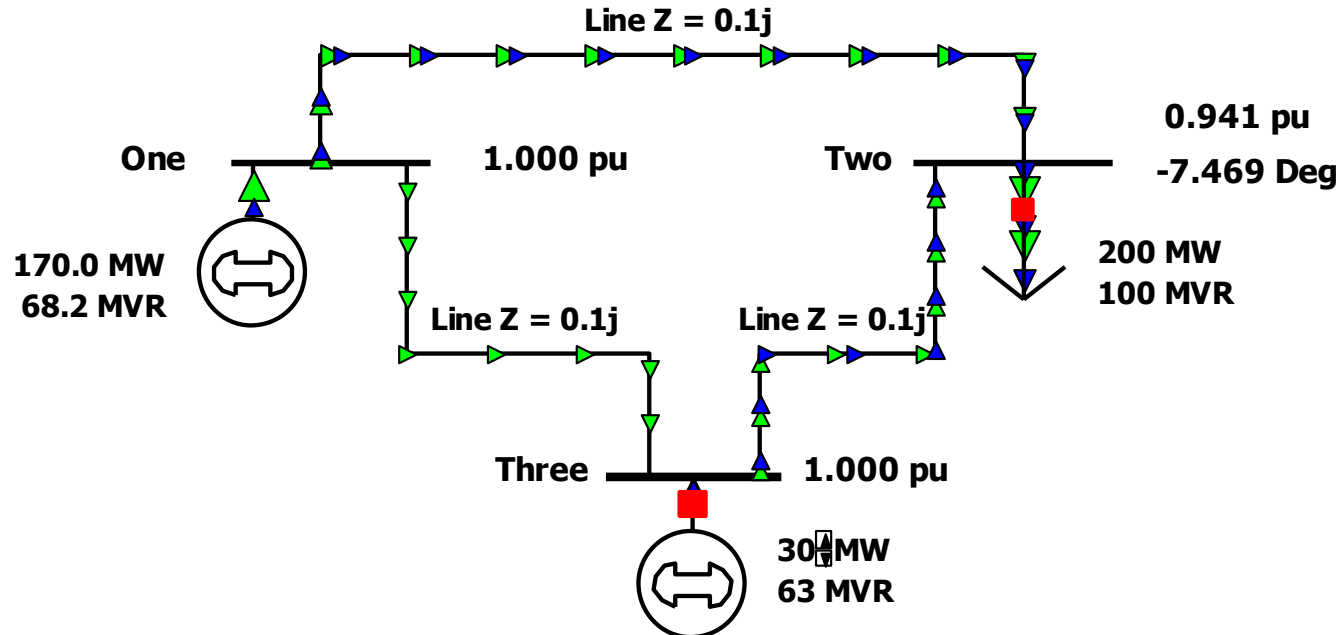 Line Z = 0.1j
0.941 pu
One
1.000 pu
Two
-7.469 Deg
170.0 MW
68.2 MVR
200 MW
100 MVR
Line Z = 0.1j
Line Z = 0.1j
Three
1.000 pu
30 MW
63 MVR